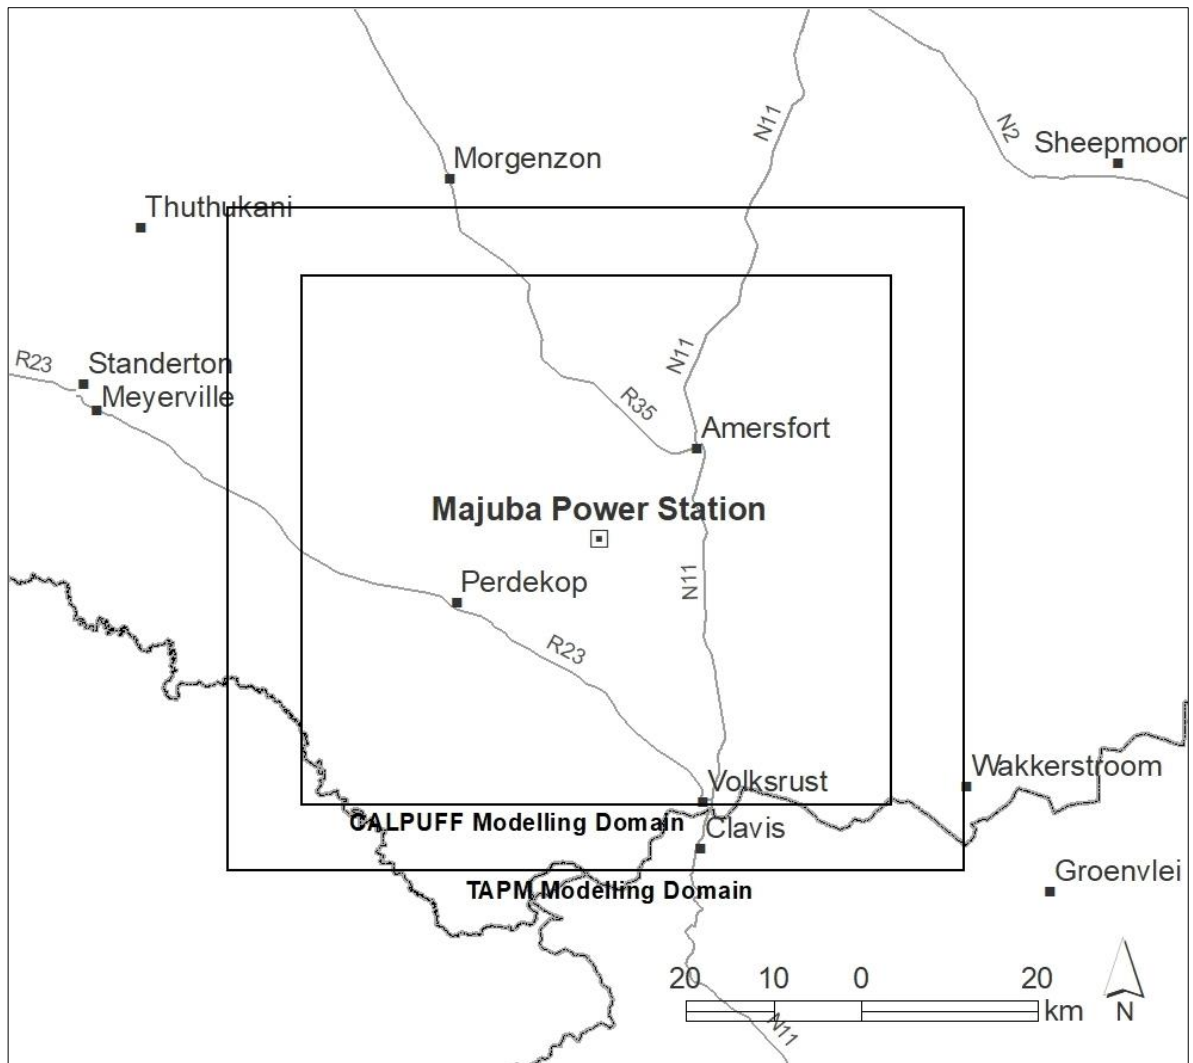 N11
N2
Sheepmoor
Morgenzon
Thuthukani
R23
Standerton
Meyerville
N11
R35
Amersfort
Majuba Power Station
N11
Perdekop
R23
Wakkerstroom
Volksrust
CALPUFF Modelling Domain
Clavis
Groenvlei
TAPM Modelling Domain
20 10 0 20
km
N
N11